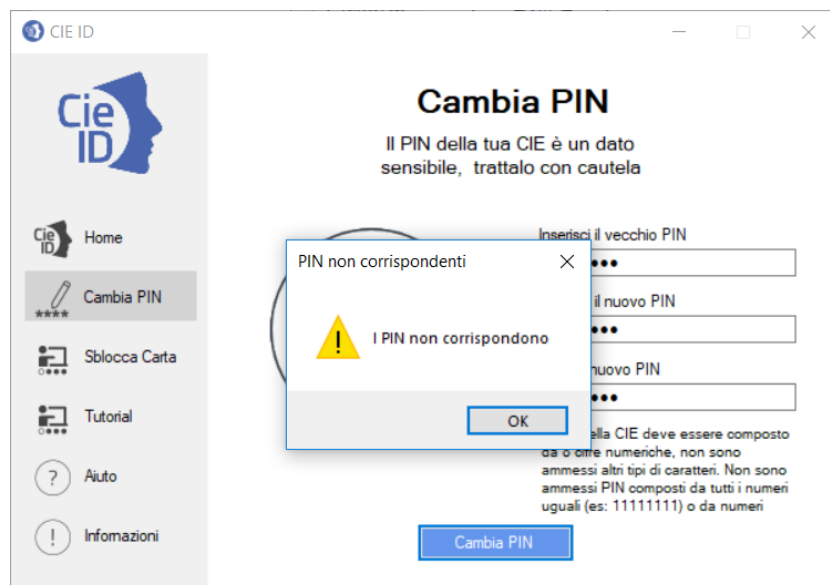 CIE ID
Cie
ID
Cambia PIN
Il PIN della tua CIE è un dato
sensibile, trattalo con cautela
Cie
ID
Home
Cambia PIN
****
Sblocca Carta
Tutorial
?
Aiuto
!
Infomazioni
Inserisci il vecchio PIN
•••
il nuovo PIN
•••
nuovo PIN
•••
PIN non corrispondenti
!
I PIN non corrispondono
OK
della CIE deve essere composto
cifre numeriche, non sono
ammessi altri tipi di caratteri. Non sono
ammessi PIN composti da tutti i numeri
uguali (es: 11111111) o da numeri
Cambia PIN